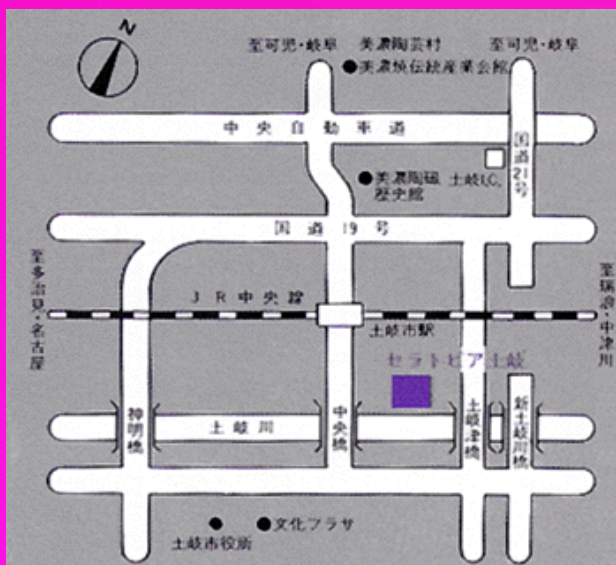 N
至可児・岐阜
美濃陶芸村
至可児・岐阜
美濃焼伝統産業会館
中央自動車道
国道21号
美濃陶磁
歴史館
土岐I.C.
国道19号
至多治見・名古屋
至瑞浪・中津川
JR中央線
土岐市駅
セラトピア土岐
神明橋
土岐川
中央橋
土岐津橋
新土岐川橋
文化プラザ
土岐市役所